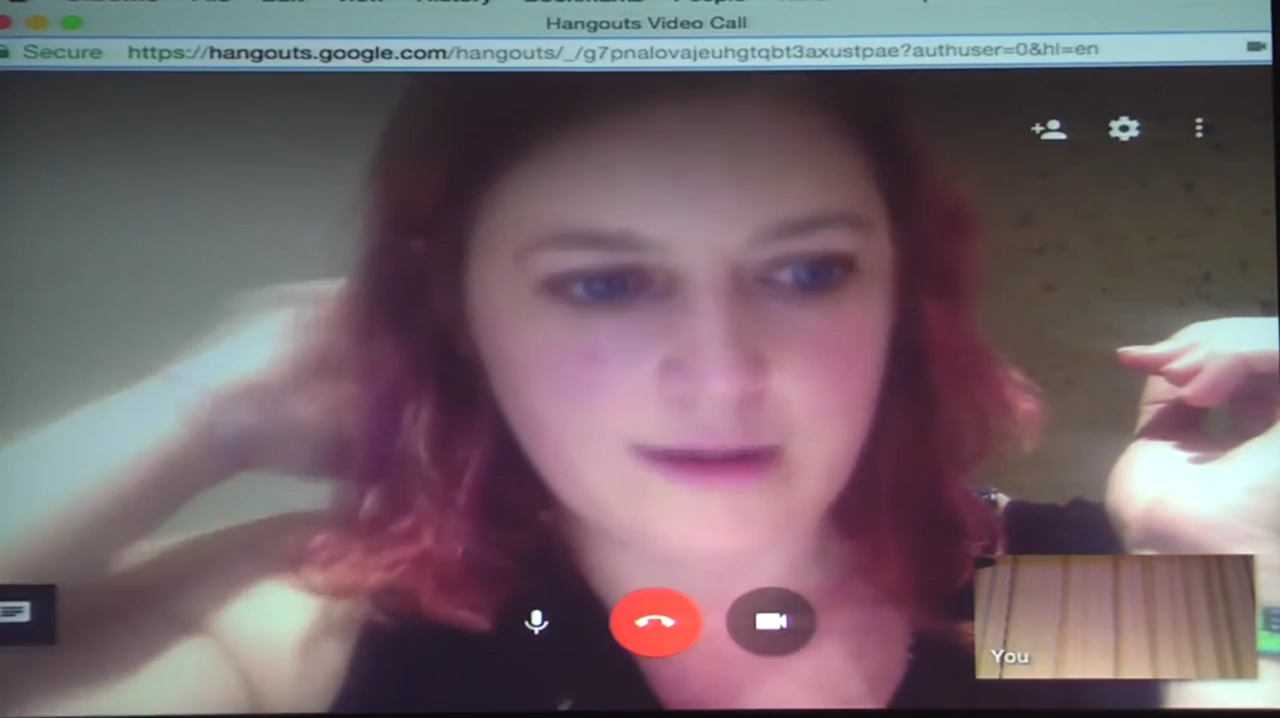 Hangouts Video Call
Secure https://hangouts.google.com/hangouts/_/g7pnalovajeuhgtqbt3axustpae?authuser=0&hl=en
You